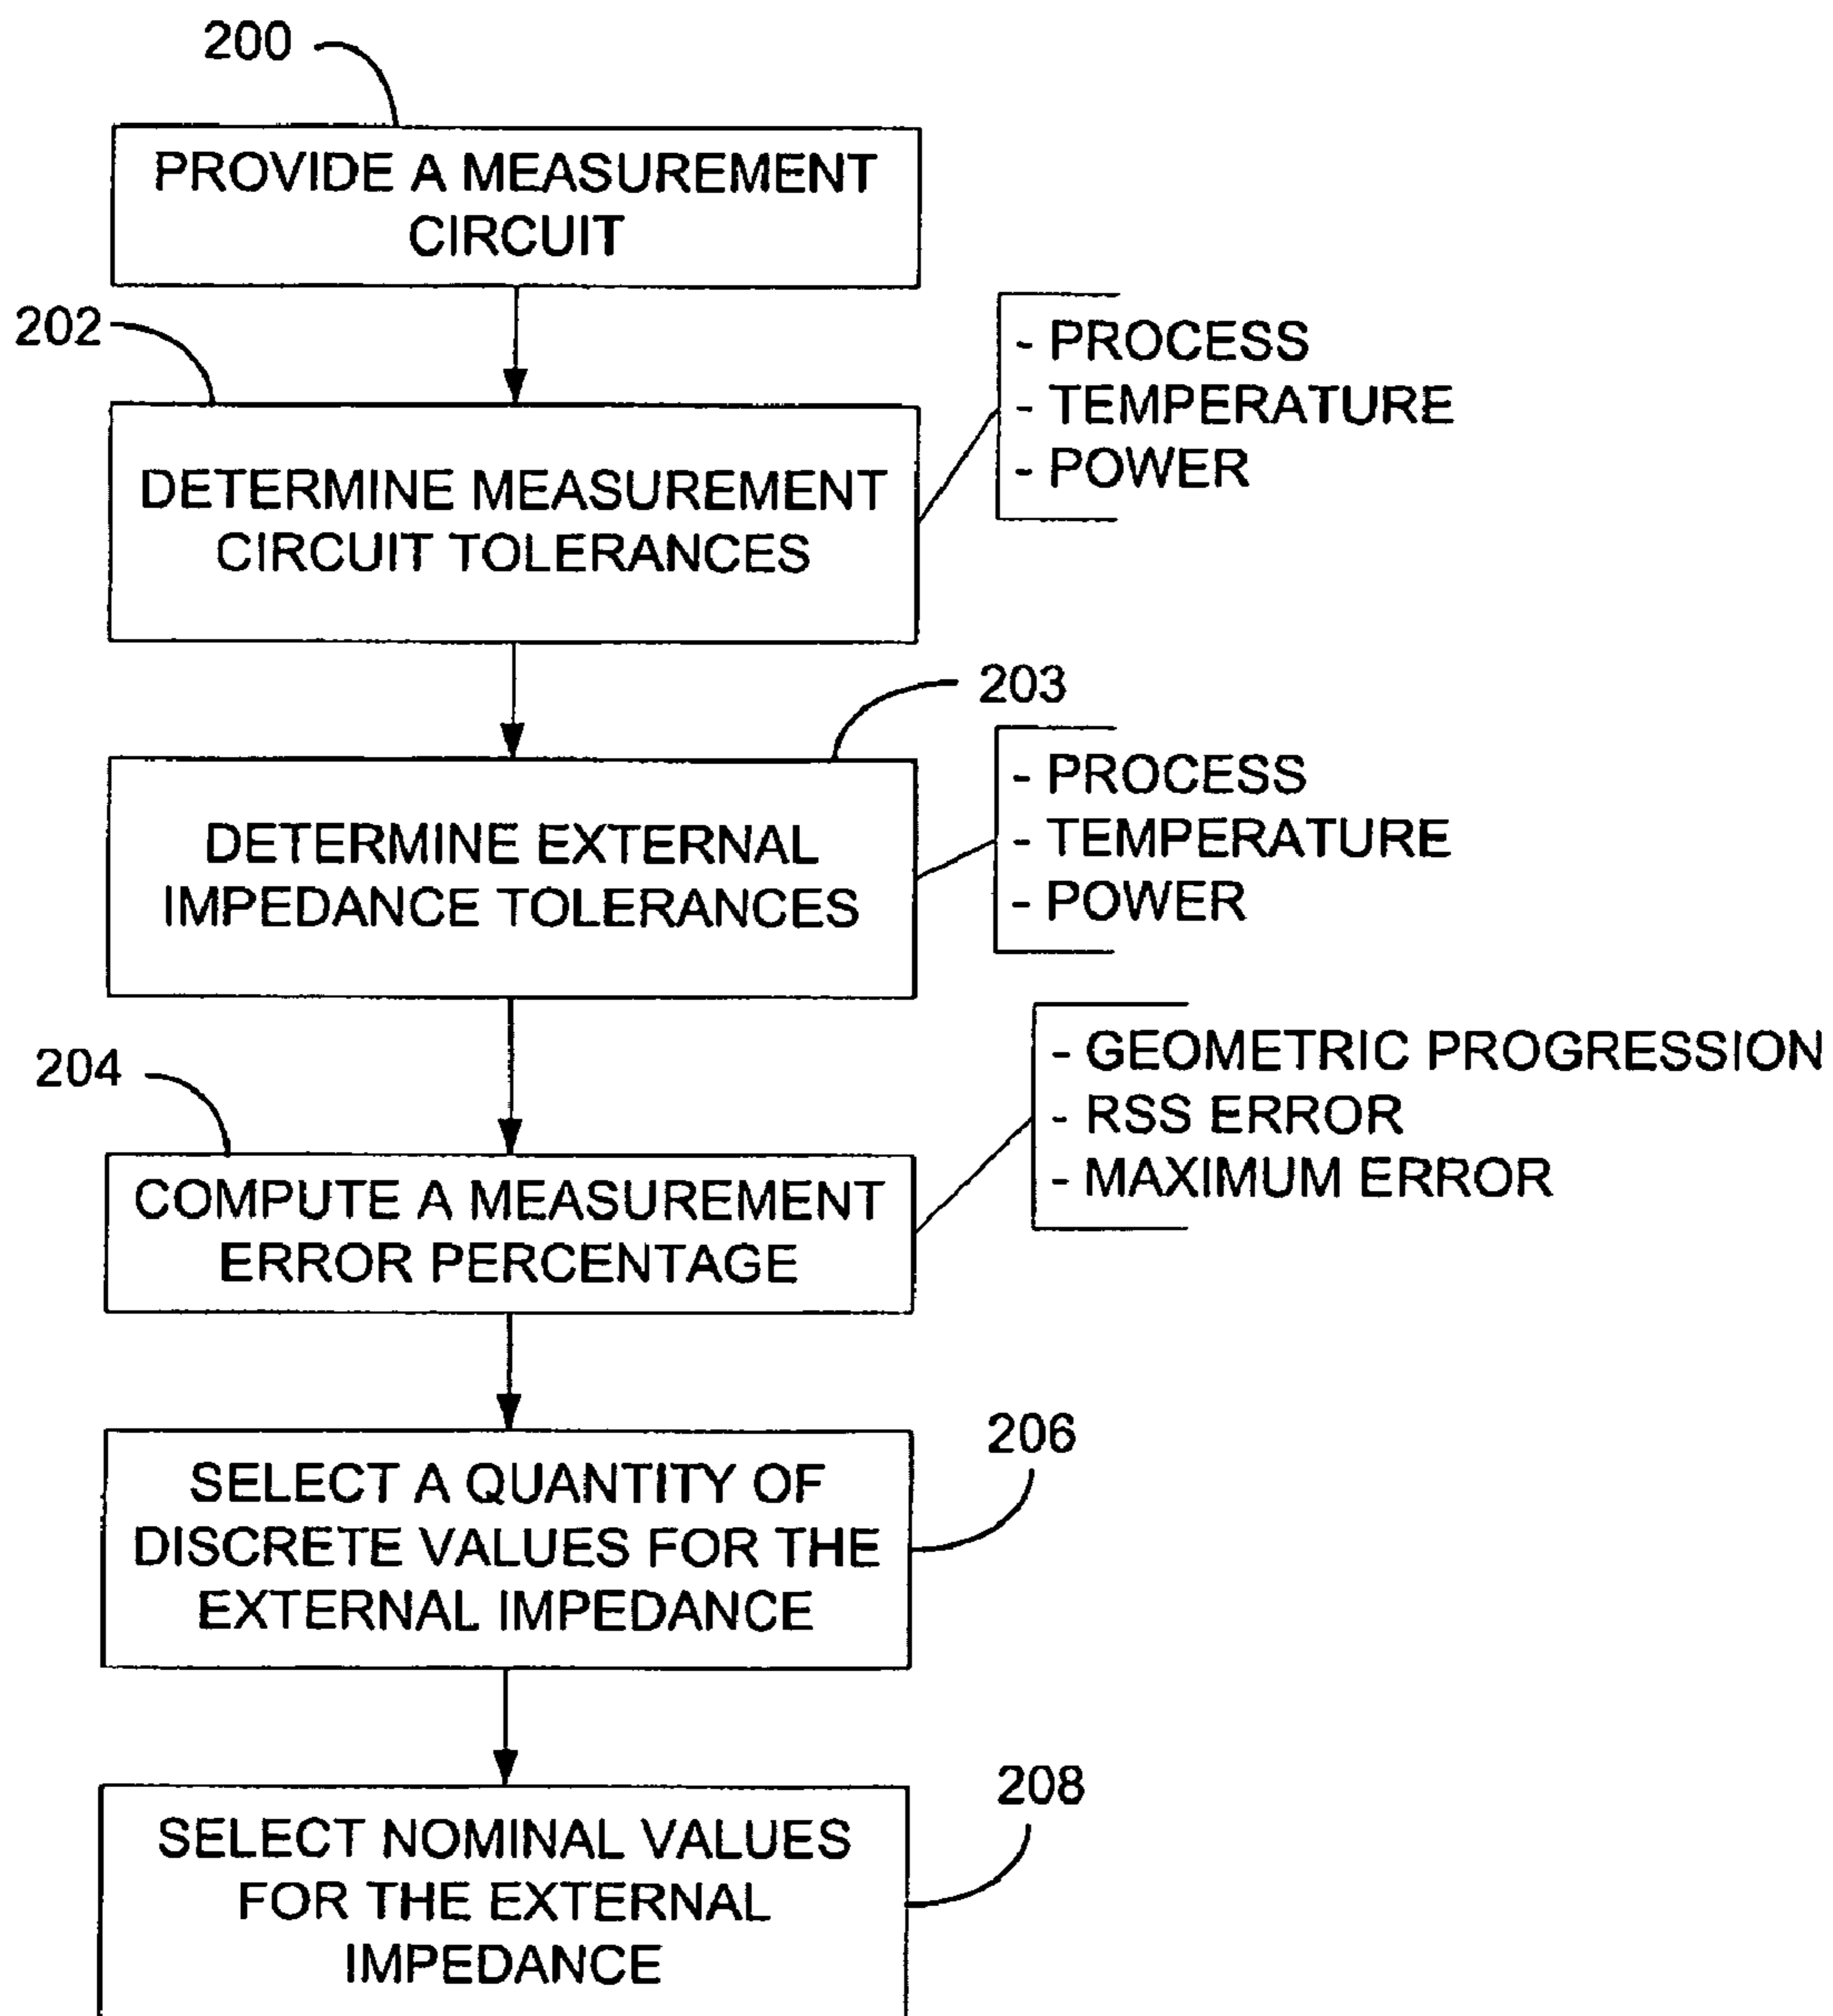 200
PROVIDE A MEASUREMENT
CIRCUIT
202
- PROCESS
- TEMPERATURE
- POWER
DETERMINE MEASUREMENT
CIRCUIT TOLERANCES
203
- PROCESS
- TEMPERATURE
- POWER
DETERMINE EXTERNAL
IMPEDANCE TOLERANCES
204
- GEOMETRIC PROGRESSION
- RSS ERROR
- MAXIMUM ERROR
COMPUTE A MEASUREMENT
ERROR PERCENTAGE
206
SELECT A QUANTITY OF
DISCRETE VALUES FOR THE
EXTERNAL IMPEDANCE
208
SELECT NOMINAL VALUES
FOR THE EXTERNAL
IMPEDANCE